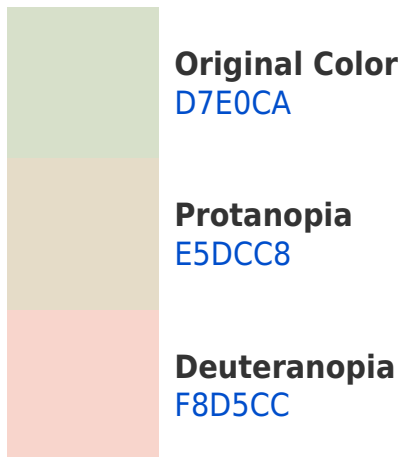 Original Color
D7E0CA
Protanopia
E5DCC8
Deuteranopia
F8D5CC